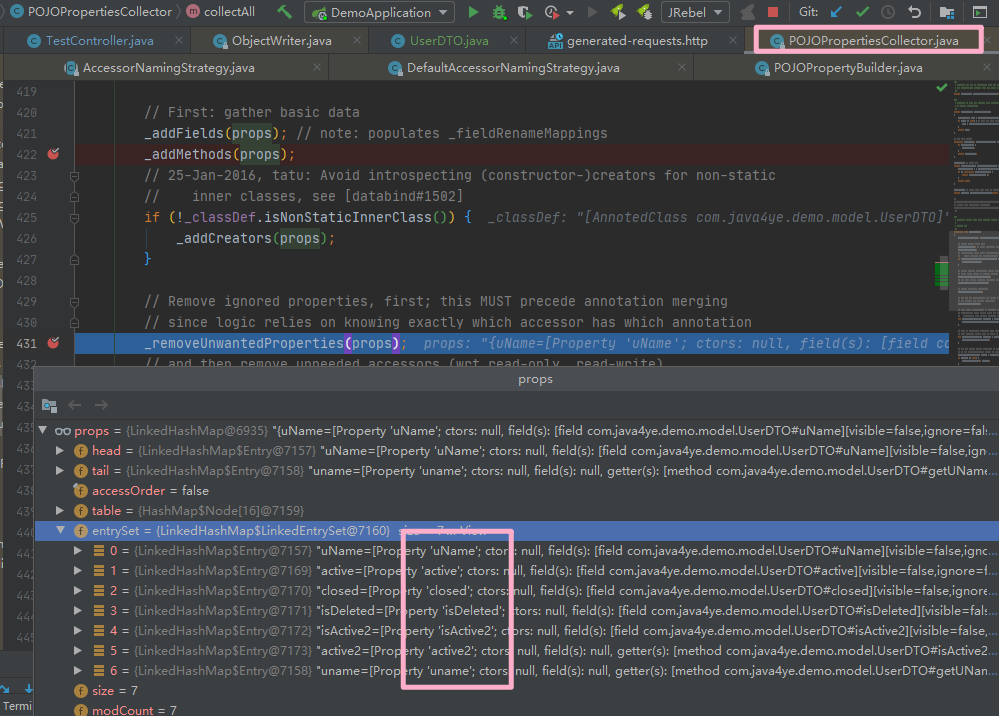 POJOPropertiesCollector collectAll DemoApplication JRebel Git:
TestController.java ObjectWriter.java UserDTO.java generated-requests.http POJOPropertiesCollector.java
AccessorNamingStrategy.java DefaultAccessorNamingStrategy.java POJOPropertyBuilder.java
419
420 // First: gather basic data
421 _addFields(props); // note: populates _fieldRenameMappings
422 _addMethods(props);
423 // 25-Jan-2016, tatu: Avoid introspecting (constructor-)creators for non-static
424 // inner classes, see [databind#1502]
425 if (!_classDef.isNonStaticInnerClass()) { _classDef: "[AnnotedClass com.java4ye.demo.model.UserDTO]"
426 _addCreators(props);
427 }
428
429 // Remove ignored properties, first; this MUST precede annotation merging
430 // since logic relies on knowing exactly which accessor has which annotation
431 _removeUnwantedProperties(props); props: "{uName=[Property 'uName'; ctors: null, field(s): [field co
432 // and then remove unneeded accessors (wrt read-only, read-write)
props
props = {LinkedHashMap@6935} "{uName=[Property 'uName'; ctors: null, field(s): [field com.java4ye.demo.model.UserDTO#uName][visible=false,ignore=fal...
head = {LinkedHashMap$Entry@7157} "uName=[Property 'uName'; ctors: null, field(s): [field com.java4ye.demo.model.UserDTO#uName][visible=false,ign...
tail = {LinkedHashMap$Entry@7158} "uname=[Property 'uname'; ctors: null, field(s): null, getter(s): [method com.java4ye.demo.model.UserDTO#getUName...
accessOrder = false
table = {HashMap$Node[16]@7159}
entrySet = {LinkedHashMap$LinkedEntrySet@7160} size = 7 ... View
0 = {LinkedHashMap$Entry@7157} "uName=[Property 'uName'; ctors: null, field(s): [field com.java4ye.demo.model.UserDTO#uName][visible=false,igno...
1 = {LinkedHashMap$Entry@7169} "active=[Property 'active'; ctors: null, field(s): [field com.java4ye.demo.model.UserDTO#active][visible=false,ignore=f...
2 = {LinkedHashMap$Entry@7170} "closed=[Property 'closed'; ctors: null, field(s): [field com.java4ye.demo.model.UserDTO#closed][visible=false,ignore...
3 = {LinkedHashMap$Entry@7171} "isDeleted=[Property 'isDeleted'; ctors: null, field(s): [field com.java4ye.demo.model.UserDTO#isDeleted][visible=fals...
4 = {LinkedHashMap$Entry@7172} "isActive2=[Property 'isActive2'; ctors: null, field(s): [field com.java4ye.demo.model.UserDTO#isActive2][visible=false,...
5 = {LinkedHashMap$Entry@7173} "active2=[Property 'active2'; ctors: null, field(s): null, getter(s): [method com.java4ye.demo.model.UserDTO#isActive2...
6 = {LinkedHashMap$Entry@7158} "uname=[Property 'uname'; ctors: null, field(s): null, getter(s): [method com.java4ye.demo.model.UserDTO#getUN...
size = 7
modCount = 7
Termi